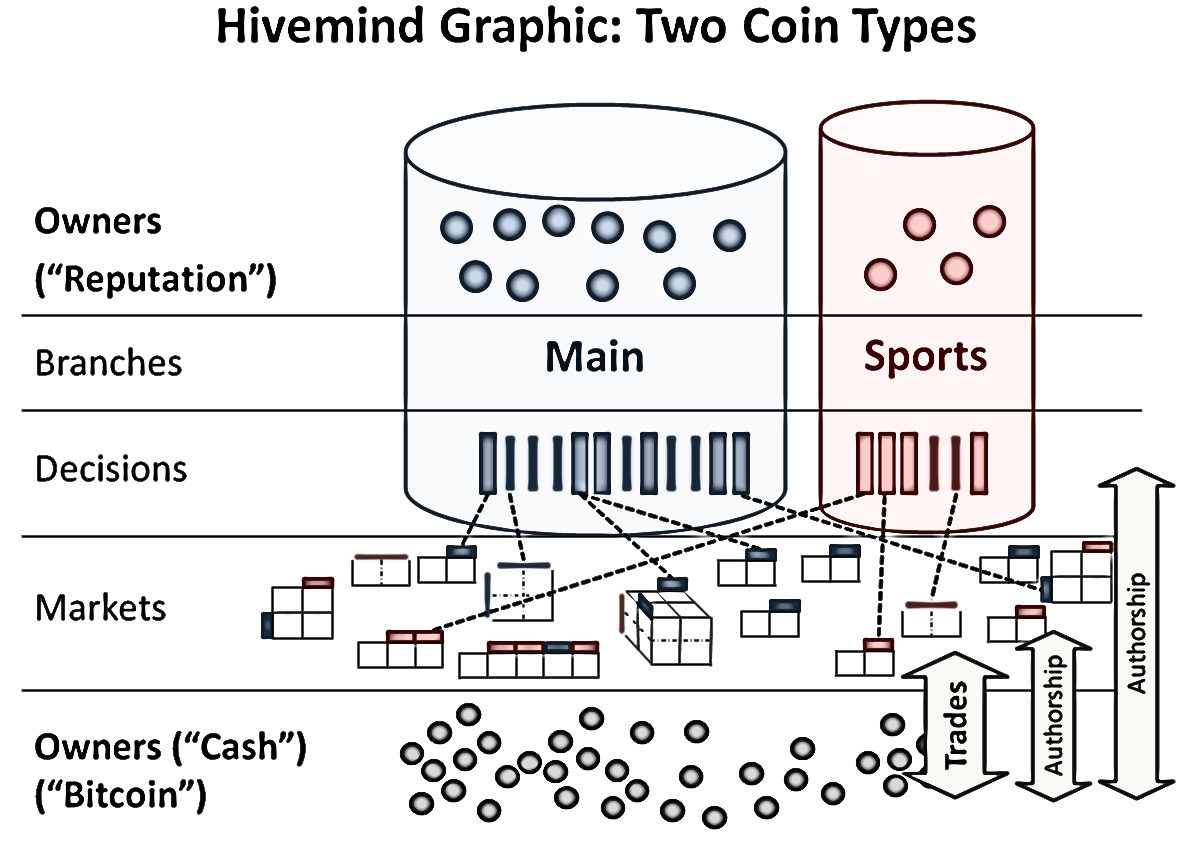 Hivemind Graphic: Two Coin Types
Owners
(“Reputation”)
Branches
Main
Sports
Decisions
Markets
Authorship
Authorship
Trades
Owners (“Cash”)
(“Bitcoin”)